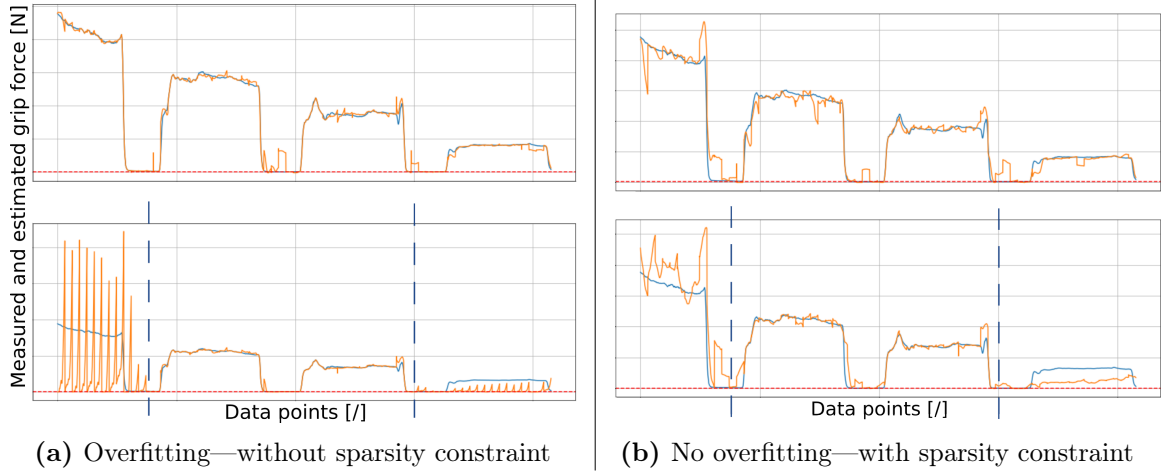 Measured and estimated grip force [N]
Data points [/]
Data points [/]
(a) Overfitting—without sparsity constraint
(b) No overfitting—with sparsity constraint